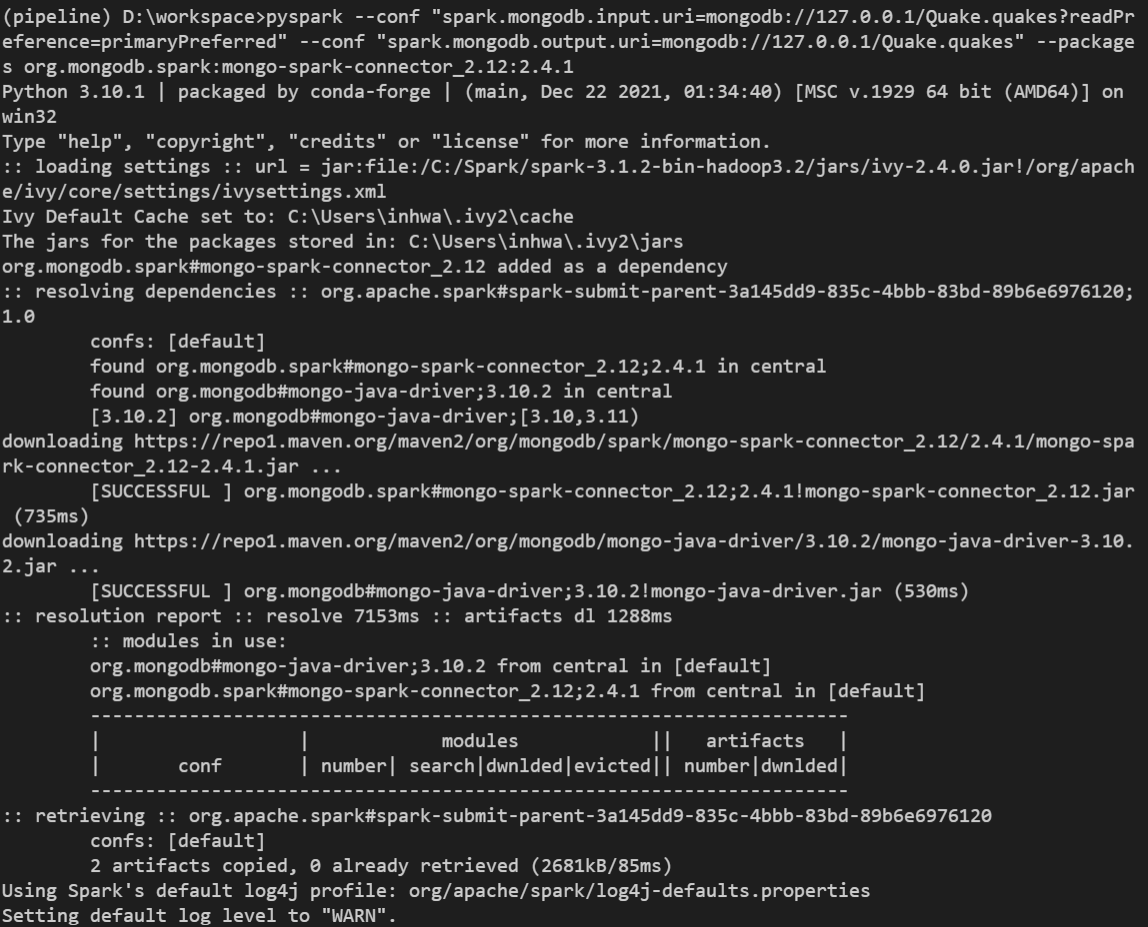 (pipeline) D:\workspace>pyspark --conf "spark.mongodb.input.uri=mongodb://127.0.0.1/Quake.quakes?readPr
eference=primaryPreferred" --conf "spark.mongodb.output.uri=mongodb://127.0.0.1/Quake.quakes" --package
s org.mongodb.spark:mongo-spark-connector_2.12:2.4.1
Python 3.10.1 | packaged by conda-forge | (main, Dec 22 2021, 01:34:40) [MSC v.1929 64 bit (AMD64)] on
win32
Type "help", "copyright", "credits" or "license" for more information.
:: loading settings :: url = jar:file:/C:/Spark/spark-3.1.2-bin-hadoop3.2/jars/ivy-2.4.0.jar!/org/apach
e/ivy/core/settings/ivysettings.xml
Ivy Default Cache set to: C:\Users\inhwa\.ivy2\cache
The jars for the packages stored in: C:\Users\inhwa\.ivy2\jars
org.mongodb.spark#mongo-spark-connector_2.12 added as a dependency
:: resolving dependencies :: org.apache.spark#spark-submit-parent-3a145dd9-835c-4bbb-83bd-89b6e6976120;
1.0
        confs: [default]
        found org.mongodb.spark#mongo-spark-connector_2.12;2.4.1 in central
        found org.mongodb#mongo-java-driver;3.10.2 in central
        [3.10.2] org.mongodb#mongo-java-driver;[3.10,3.11)
downloading https://repo1.maven.org/maven2/org/mongodb/spark/mongo-spark-connector_2.12/2.4.1/mongo-spa
rk-connector_2.12-2.4.1.jar ...
        [SUCCESSFUL ] org.mongodb.spark#mongo-spark-connector_2.12;2.4.1!mongo-spark-connector_2.12.jar
 (735ms)
downloading https://repo1.maven.org/maven2/org/mongodb/mongo-java-driver/3.10.2/mongo-java-driver-3.10.
2.jar ...
        [SUCCESSFUL ] org.mongodb#mongo-java-driver;3.10.2!mongo-java-driver.jar (530ms)
:: resolution report :: resolve 7153ms :: artifacts dl 1288ms
        :: modules in use:
        org.mongodb#mongo-java-driver;3.10.2 from central in [default]
        org.mongodb.spark#mongo-spark-connector_2.12;2.4.1 from central in [default]
        ---------------------------------------------------------------------
        |                  |            modules            ||   artifacts   |
        |       conf       | number| search|dwnlded|evicted|| number|dwnlded|
        ---------------------------------------------------------------------
:: retrieving :: org.apache.spark#spark-submit-parent-3a145dd9-835c-4bbb-83bd-89b6e6976120
        confs: [default]
        2 artifacts copied, 0 already retrieved (2681kB/85ms)
Using Spark's default log4j profile: org/apache/spark/log4j-defaults.properties
Setting default log level to "WARN".